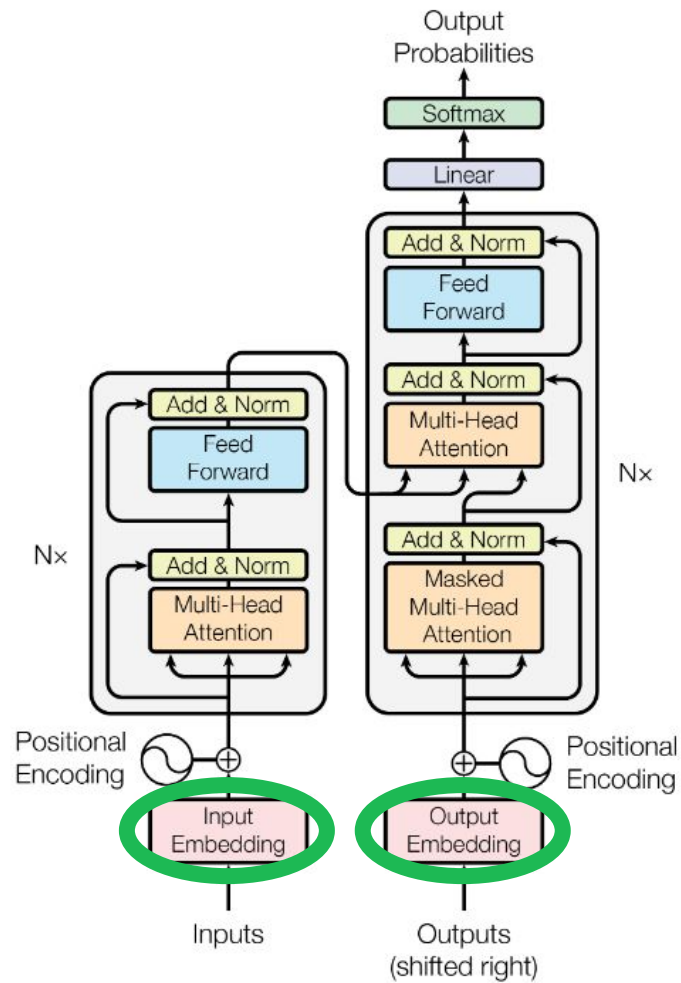 Output
Probabilities
Softmax
Linear
Add & Norm
Feed
Forward
Add & Norm
Multi-Head
Attention
Nx
Add & Norm
Masked
Multi-Head
Attention
Add & Norm
Feed
Forward
Nx
Add & Norm
Multi-Head
Attention
Positional
Encoding
Positional
Encoding
Input
Embedding
Output
Embedding
Inputs
Outputs
(shifted right)